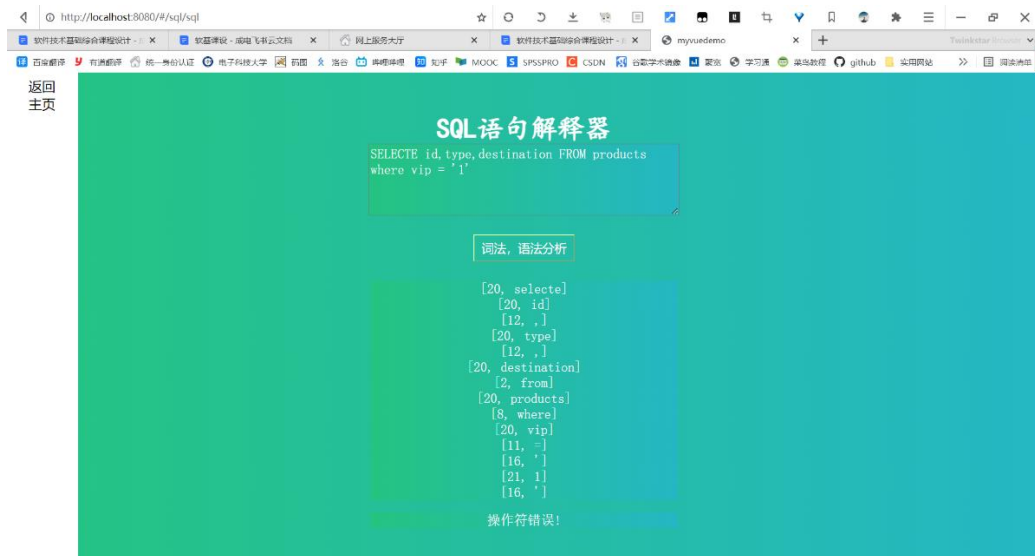 http://localhost:8080/#/sql/sql
软件技术基础综合课程设计 -
软基课设 - 成电飞书云文档
网上服务大厅
软件技术基础综合课程设计 -
myvuedemo
Twinkstar Browser
百度翻译 有道翻译 统一身份认证 电子科技大学 萌图 洛谷 哔哩哔哩 知乎 MOOC SPSSPRO CSDN 谷歌学术镜像 聚宽 学习通 菜鸟教程 github 实用网站 阅读清单
返回
主页
SQL语句解释器
SELECTE id,type,destination FROM products
where vip = '1'
词法，语法分析
[20, selecte]
[20, id]
[12, ,]
[20, type]
[12, ,]
[20, destination]
[2, from]
[20, products]
[8, where]
[20, vip]
[11, =]
[16, ']
[21, 1]
[16, ']
操作符错误!